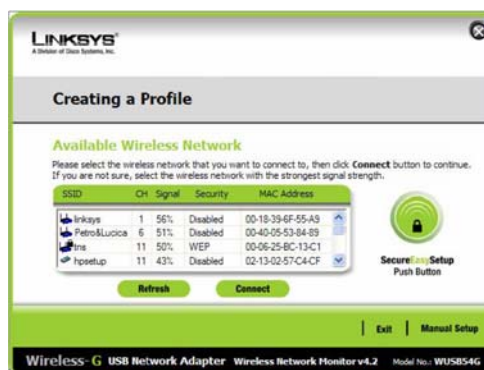 LINKSYS®
A Division of Cisco Systems, Inc.
Creating a Profile
Available Wireless Network
Please select the wireless network that you want to connect to, then click Connect button to continue.
If you are not sure, select the wireless network with the strongest signal strength.
SSID CH Signal Security MAC Address
linksys 1 56% Disabled 00-18-39-6F-55-A9
Petro&Lucica 6 51% Disabled 00-40-05-53-84-89
tns 11 50% WEP 00-06-25-BC-13-C1
hpsetup 11 43% Disabled 02-13-02-57-C4-CF
Refresh
Connect
SecureEasySetup
Push Button
Exit
Manual Setup
Wireless-G USB Network Adapter Wireless Network Monitor v4.2 Model No.: WUSB54G